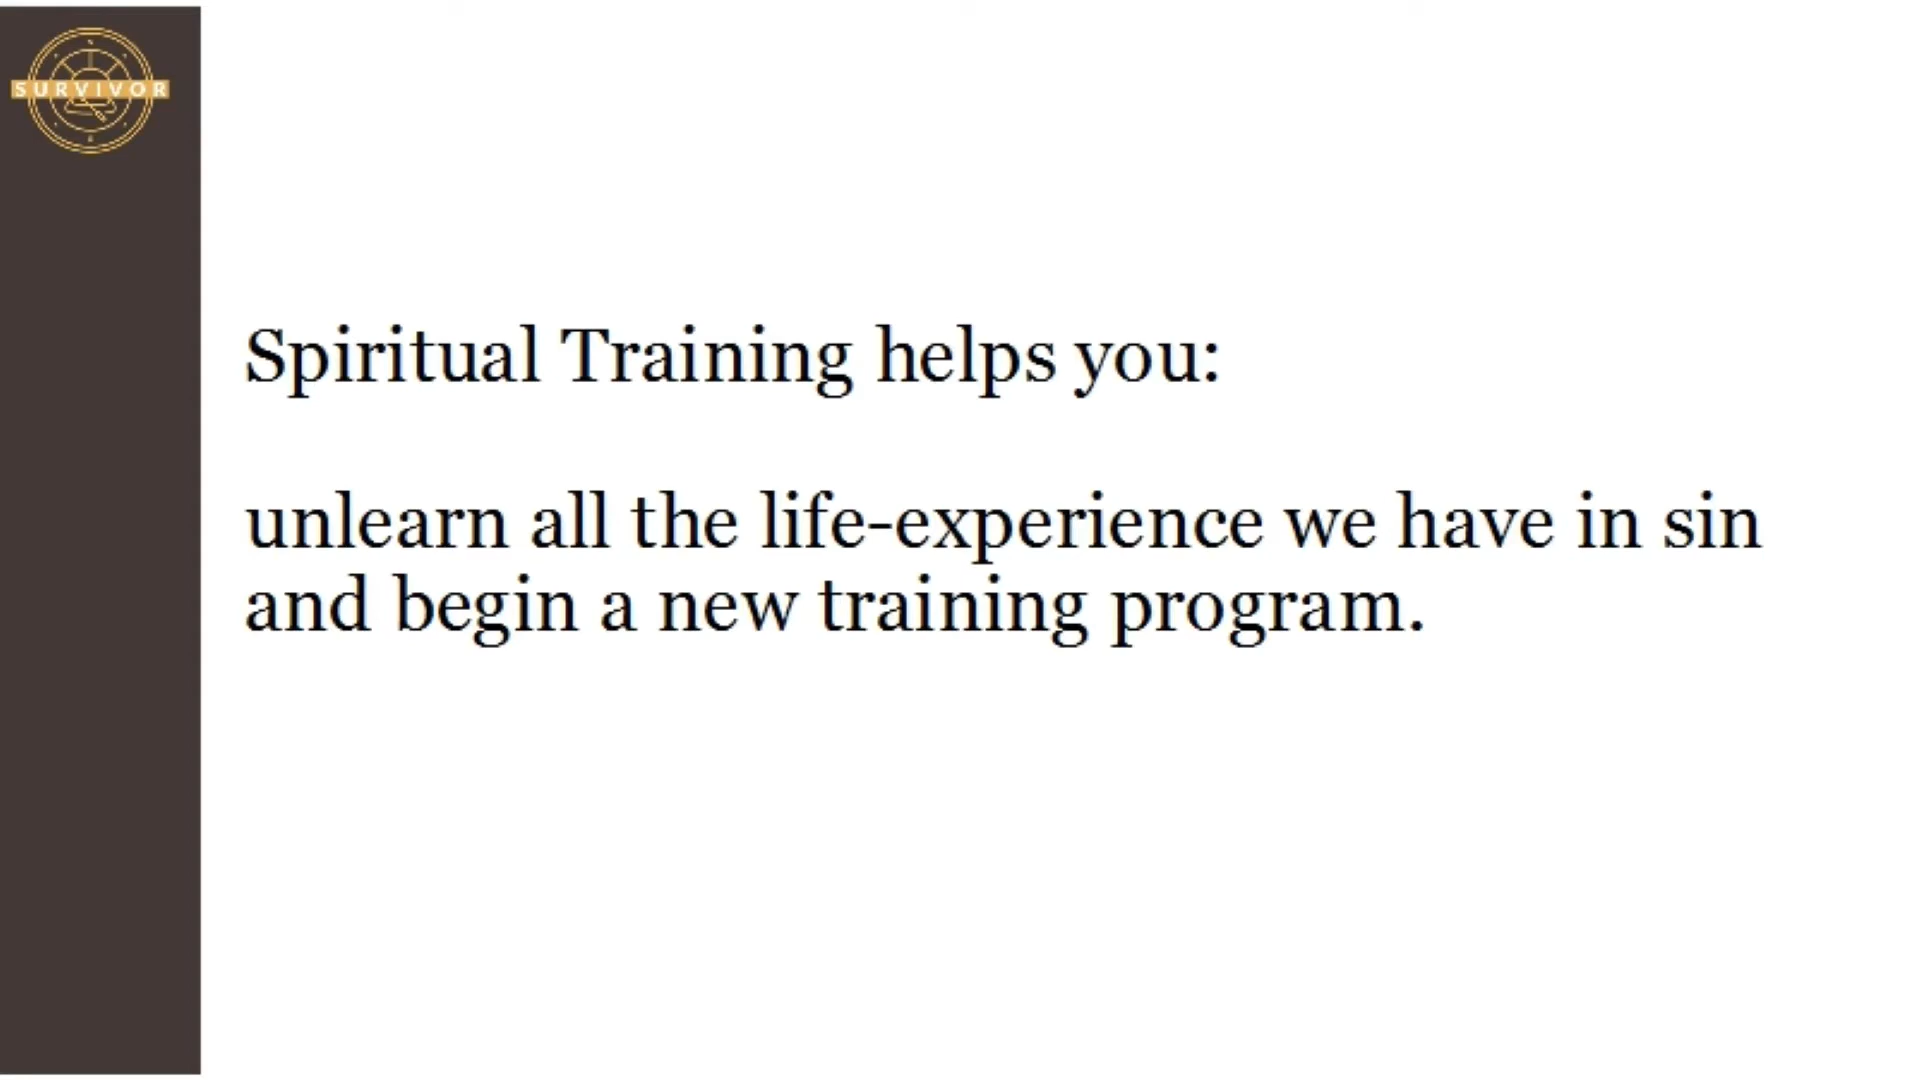 SURVIVOR
Spiritual Training helps you:
unlearn all the life-experience we have in sin
and begin a new training program.